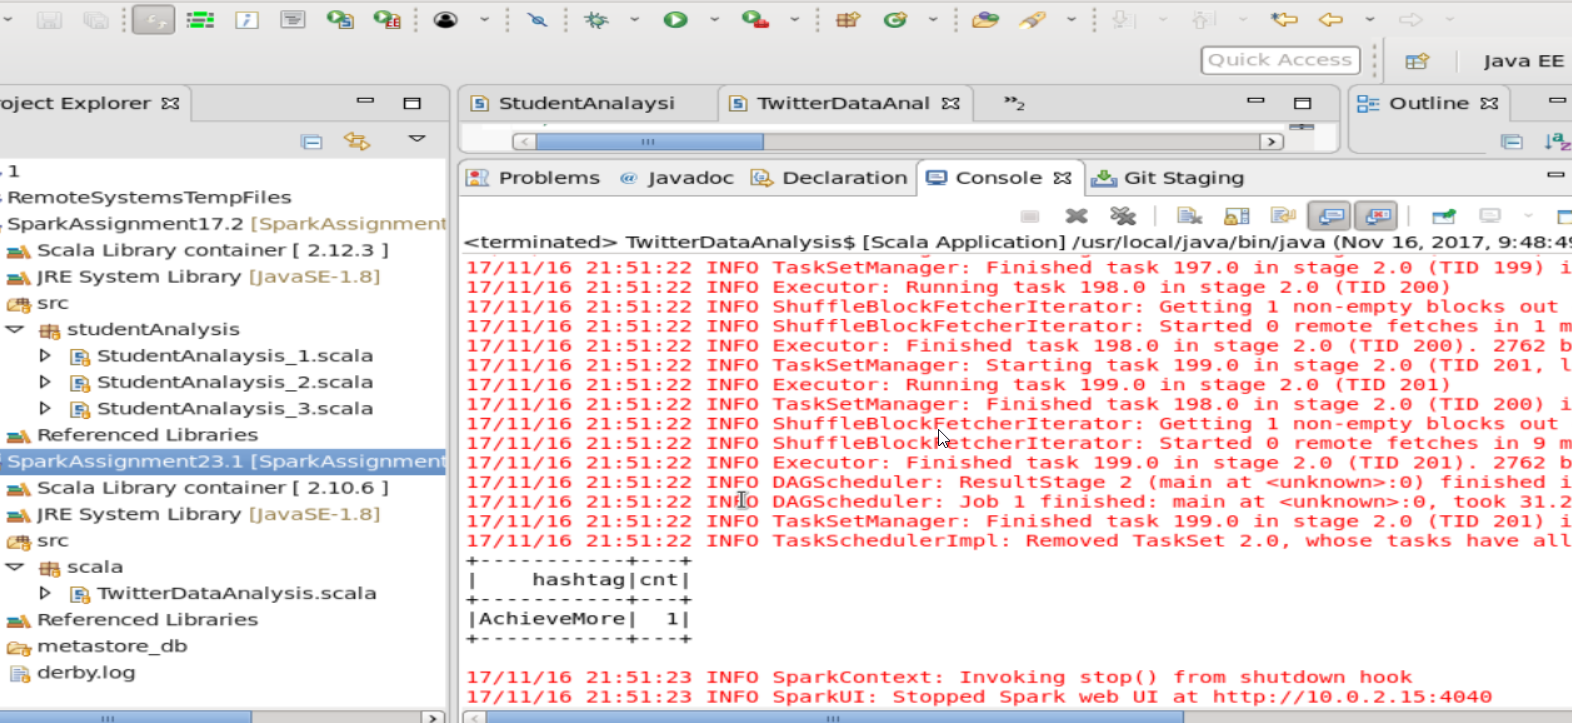 Quick Access
Java EE
oject Explorer
StudentAnalaysi
TwitterDataAnal
»2
Outline
1
RemoteSystemsTempFiles
SparkAssignment17.2 [SparkAssignment
Scala Library container [ 2.12.3 ]
JRE System Library [JavaSE-1.8]
src
studentAnalysis
StudentAnalaysis_1.scala
StudentAnalaysis_2.scala
StudentAnalaysis_3.scala
Referenced Libraries
SparkAssignment23.1 [SparkAssignment
Scala Library container [ 2.10.6 ]
JRE System Library [JavaSE-1.8]
src
scala
TwitterDataAnalysis.scala
Referenced Libraries
metastore_db
derby.log
Problems @ Javadoc Declaration Console Git Staging
<terminated> TwitterDataAnalysis$ [Scala Application] /usr/local/java/bin/java (Nov 16, 2017, 9:48:49
17/11/16 21:51:22 INFO TaskSetManager: Finished task 197.0 in stage 2.0 (TID 199) i
17/11/16 21:51:22 INFO Executor: Running task 198.0 in stage 2.0 (TID 200)
17/11/16 21:51:22 INFO ShuffleBlockFetcherIterator: Getting 1 non-empty blocks out
17/11/16 21:51:22 INFO ShuffleBlockFetcherIterator: Started 0 remote fetches in 1 m
17/11/16 21:51:22 INFO Executor: Finished task 198.0 in stage 2.0 (TID 200). 2762 b
17/11/16 21:51:22 INFO TaskSetManager: Starting task 199.0 in stage 2.0 (TID 201, l
17/11/16 21:51:22 INFO Executor: Running task 199.0 in stage 2.0 (TID 201)
17/11/16 21:51:22 INFO TaskSetManager: Finished task 198.0 in stage 2.0 (TID 200) i
17/11/16 21:51:22 INFO ShuffleBlockFetcherIterator: Getting 1 non-empty blocks out
17/11/16 21:51:22 INFO ShuffleBlockFetcherIterator: Started 0 remote fetches in 9 m
17/11/16 21:51:22 INFO Executor: Finished task 199.0 in stage 2.0 (TID 201). 2762 b
17/11/16 21:51:22 INFO DAGScheduler: ResultStage 2 (main at <unknown>:0) finished i
17/11/16 21:51:22 INFO DAGScheduler: Job 1 finished: main at <unknown>:0, took 31.2
17/11/16 21:51:22 INFO TaskSetManager: Finished task 199.0 in stage 2.0 (TID 201) i
17/11/16 21:51:22 INFO TaskSchedulerImpl: Removed TaskSet 2.0, whose tasks have all
+-----------+---+
|    hashtag|cnt|
+-----------+---+
|AchieveMore|  1|
+-----------+---+
17/11/16 21:51:23 INFO SparkContext: Invoking stop() from shutdown hook
17/11/16 21:51:23 INFO SparkUI: Stopped Spark web UI at http://10.0.2.15:4040